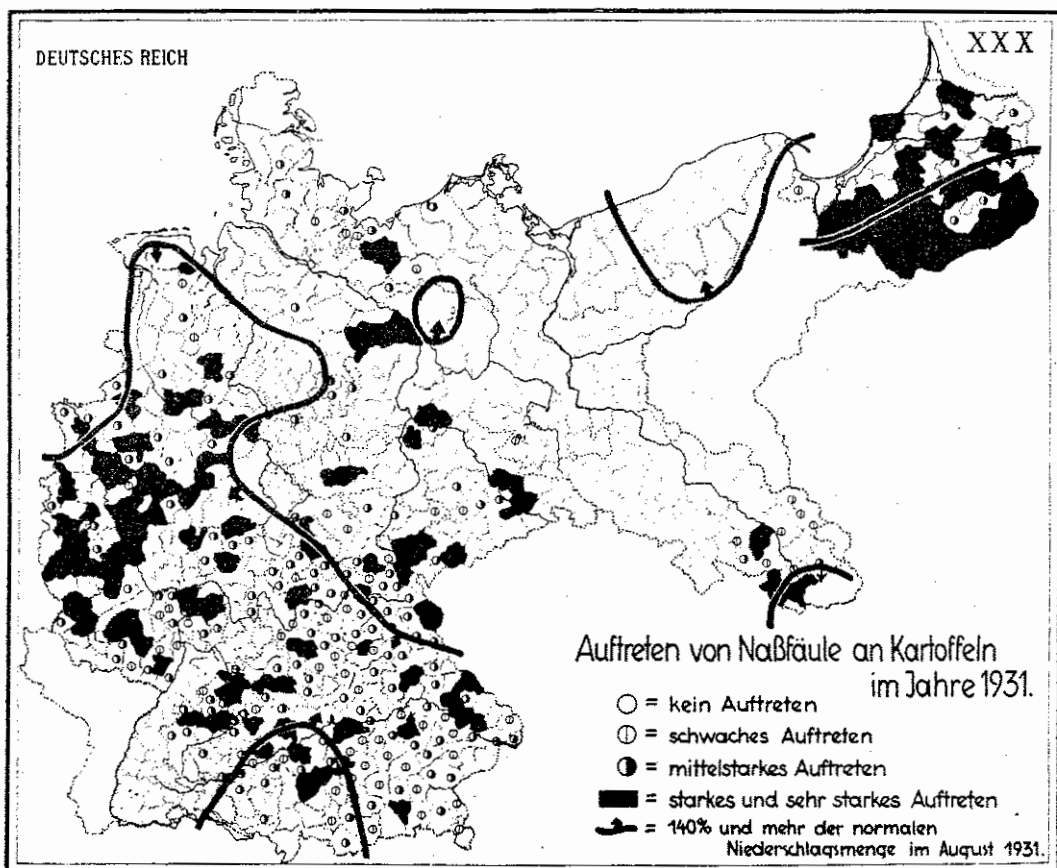 DEUTSCHES REICH
XXX
Auftreten von Naßfäule an Kartoffeln
im Jahre 1931.
= kein Auftreten
= schwaches Auftreten
= mittelstarkes Auftreten
= starkes und sehr starkes Auftreten
= 140% und mehr der normalen
Niederschlagsmenge im August 1931.